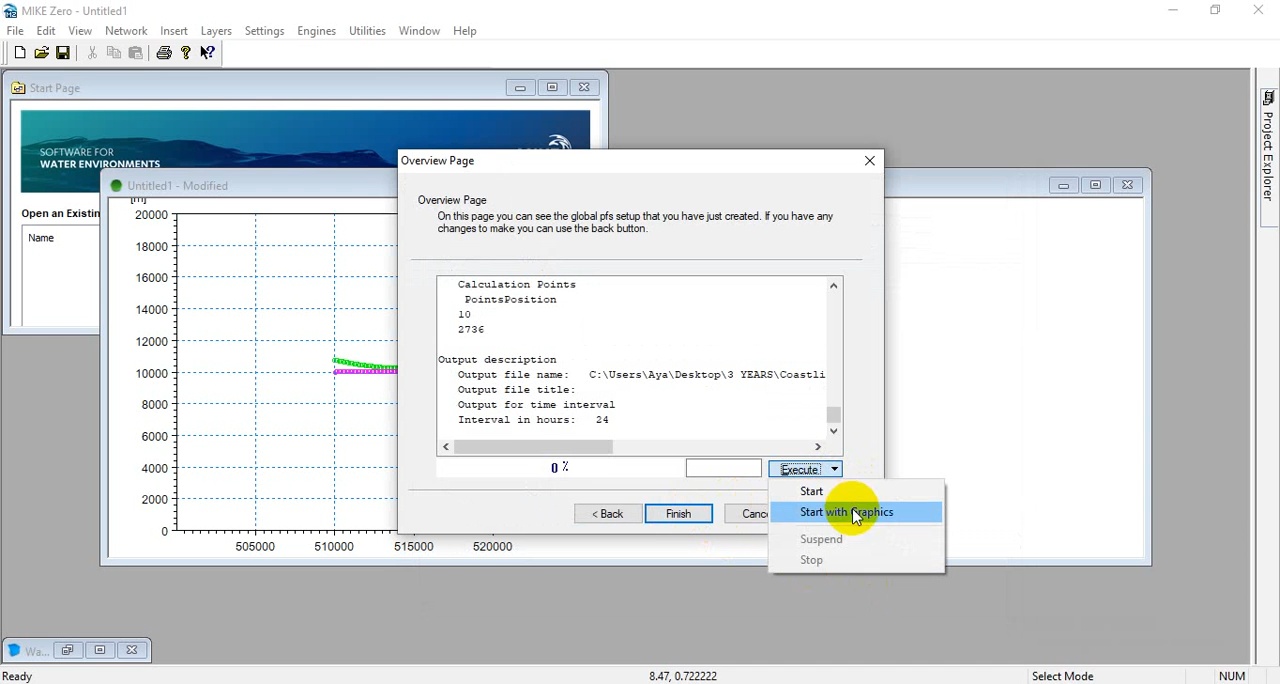 MIKE Zero - Untitled1
File Edit View Network Insert Layers Settings Engines Utilities Window Help
Start Page
SOFTWARE FOR
WATER ENVIRONMENTS
Untitled1 - Modified
Open an Existin
Name
20000
18000
16000
14000
12000
10000
8000
6000
4000
2000
0
505000 510000 515000 520000
Overview Page
Overview Page
On this page you can see the global pfs setup that you have just created. If you have any
changes to make you can use the back button.
Calculation Points
PointsPosition
10
2736
Output description
Output file name: C:\Users\Aya\Desktop\3 YEARS\Coastli
Output file title:
Output for time interval
Interval in hours: 24
0 %
Execute
< Back Finish Canc
Start
Start with Graphics
Suspend
Stop
Project Explorer
Wa...
Ready 8.47, 0.722222 Select Mode NUM